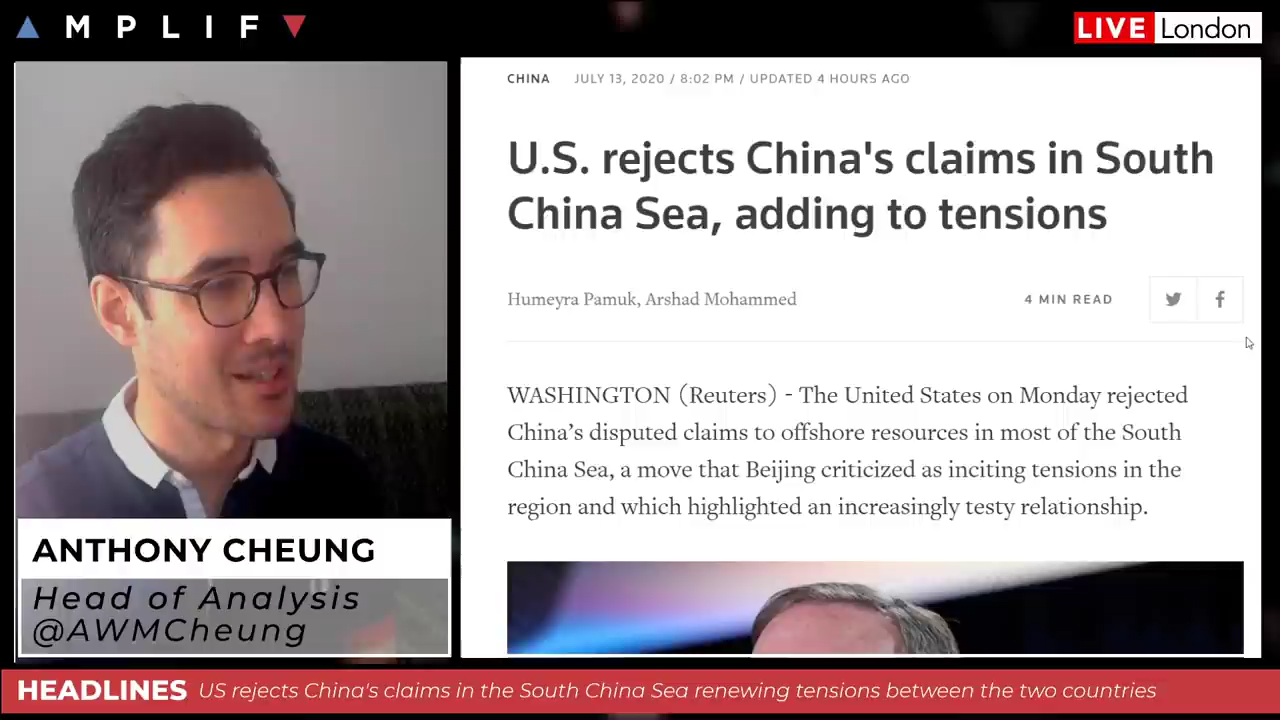 ▲ M P L I F ▼
LIVE London
CHINA JULY 13, 2020 / 8:02 PM / UPDATED 4 HOURS AGO
U.S. rejects China's claims in South
China Sea, adding to tensions
Humeyra Pamuk, Arshad Mohammed
4 MIN READ
WASHINGTON (Reuters) - The United States on Monday rejected
China’s disputed claims to offshore resources in most of the South
China Sea, a move that Beijing criticized as inciting tensions in the
region and which highlighted an increasingly testy relationship.
ANTHONY CHEUNG
Head of Analysis
@AWMCheung
HEADLINES US rejects China's claims in the South China Sea renewing tensions between the two countries